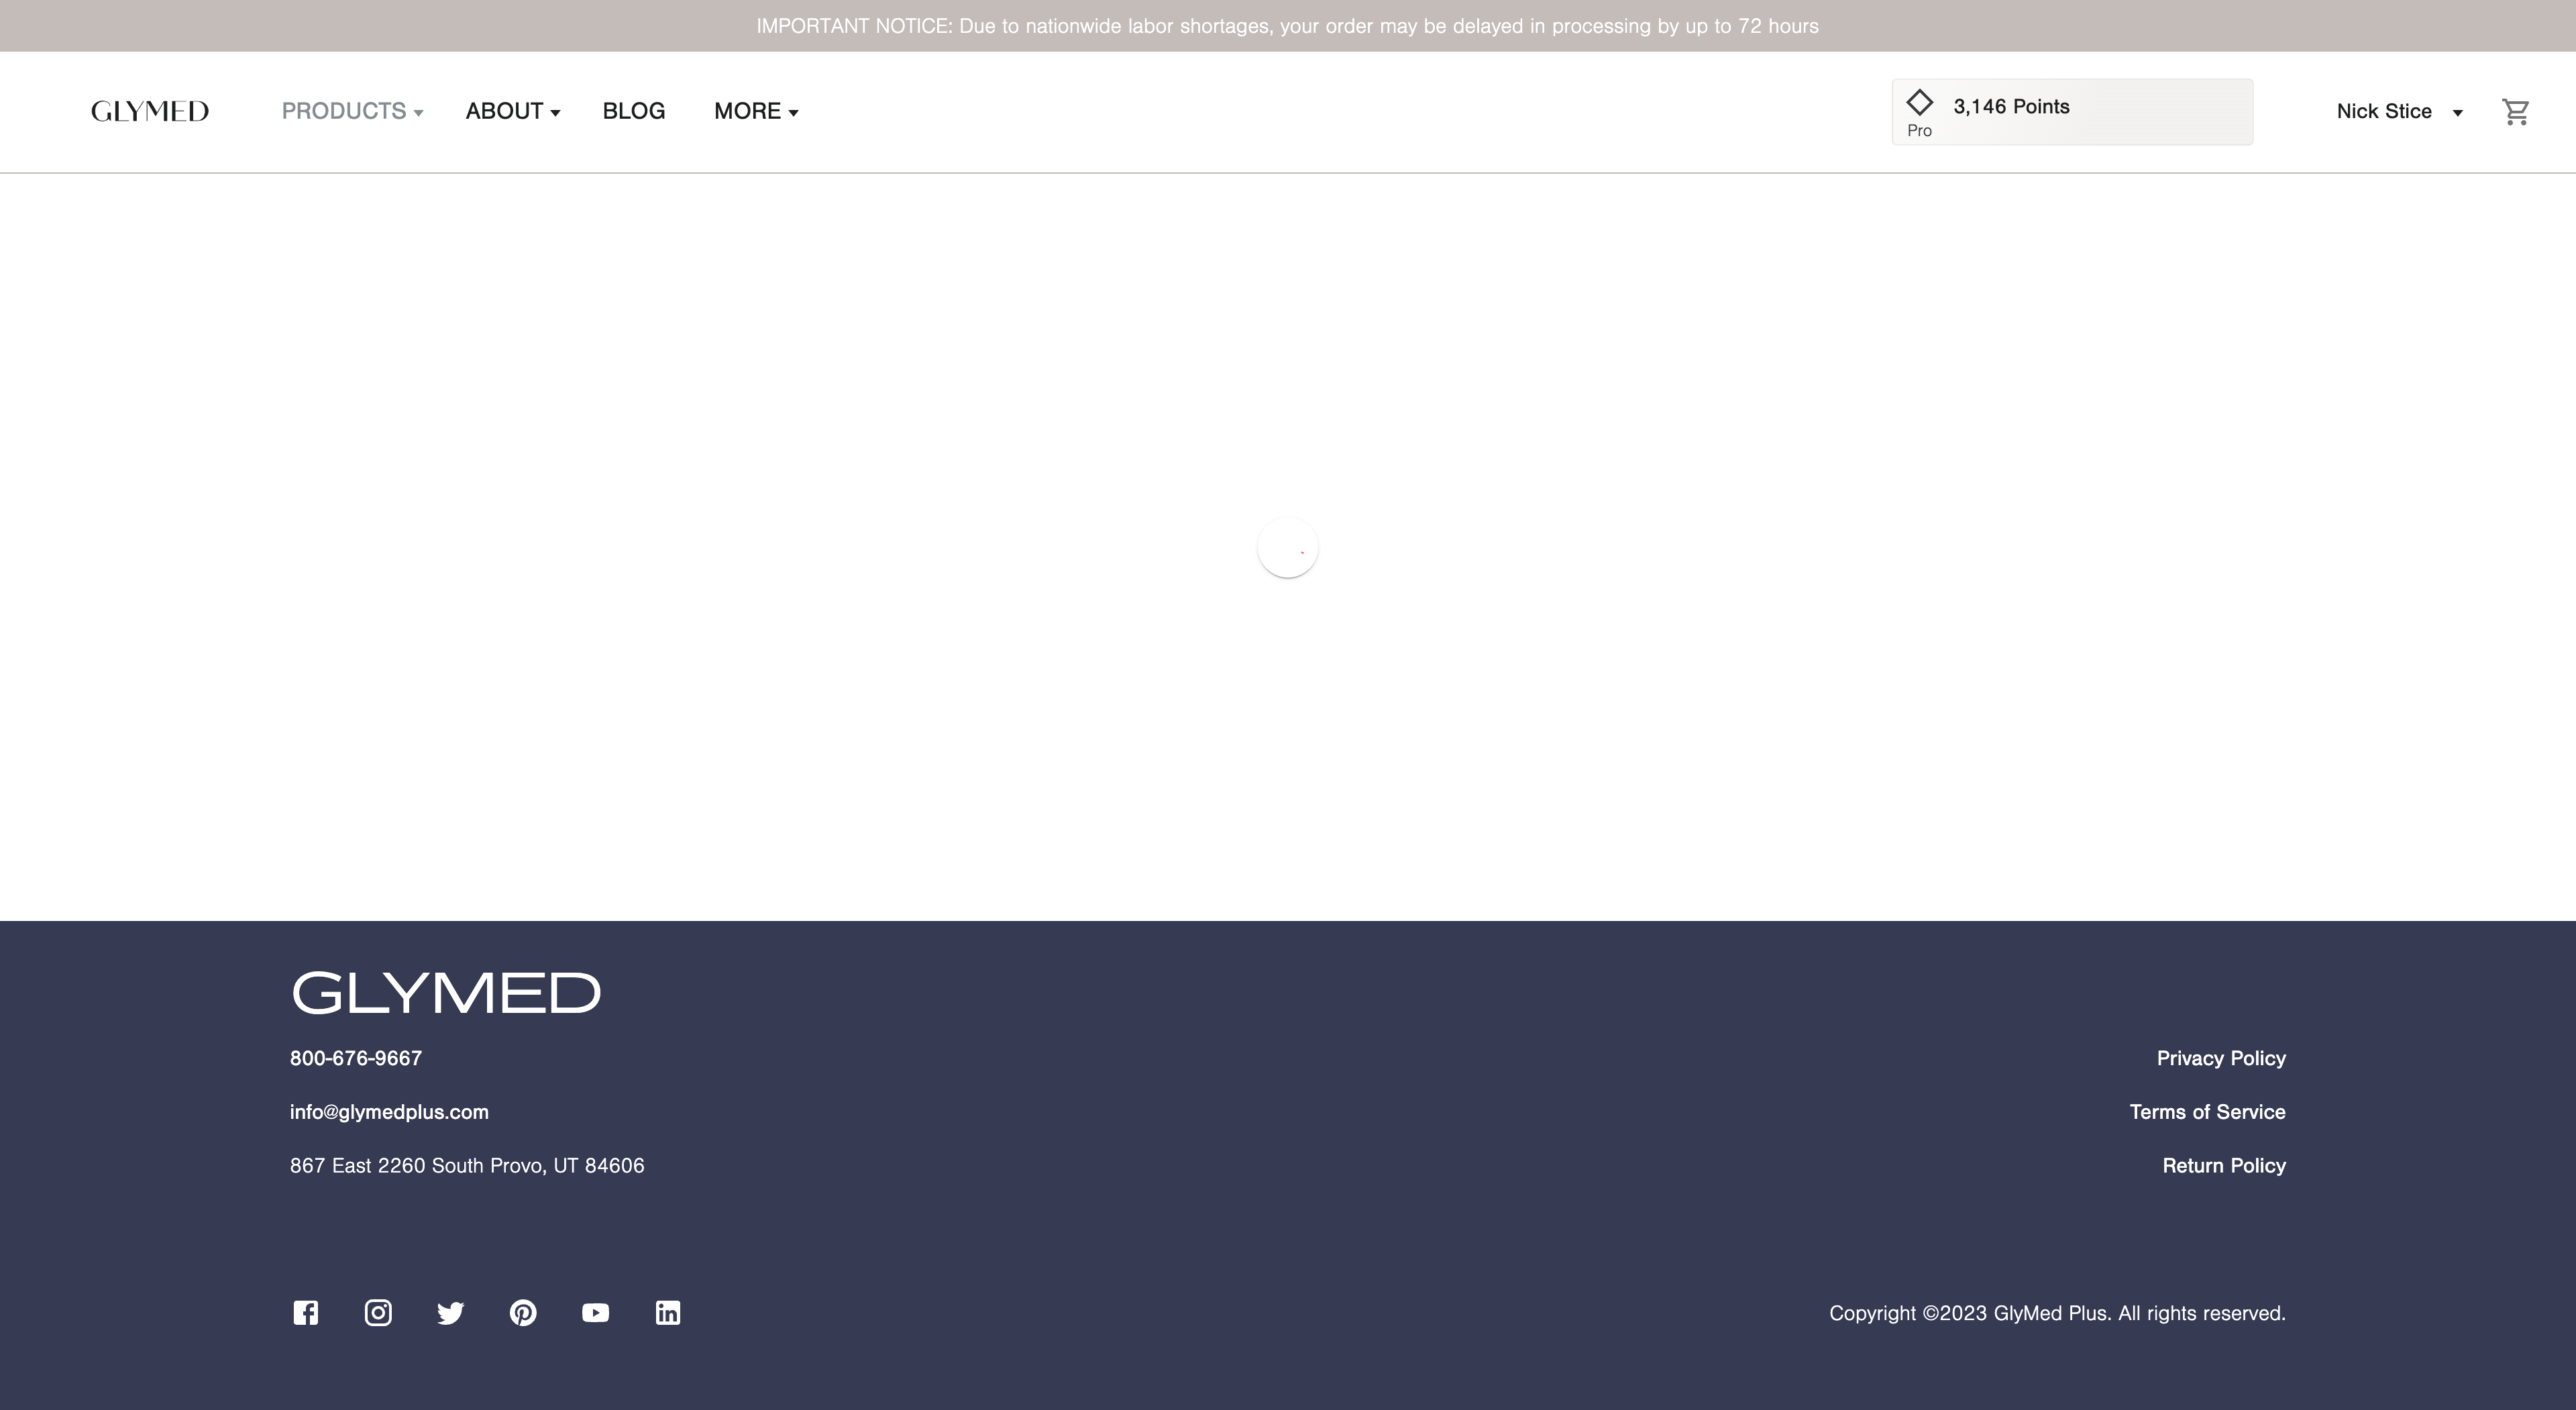 IMPORTANT NOTICE: Due to nationwide labor shortages, your order may be delayed in processing by up to 72 hours
GLYMED
PRODUCTS
ABOUT
BLOG
MORE
3,146 Points
Pro
Nick Stice
GLYMED
800-676-9667
info@glymedplus.com
867 East 2260 South Provo, UT 84606
Privacy Policy
Terms of Service
Return Policy
Copyright ©2023 GlyMed Plus. All rights reserved.